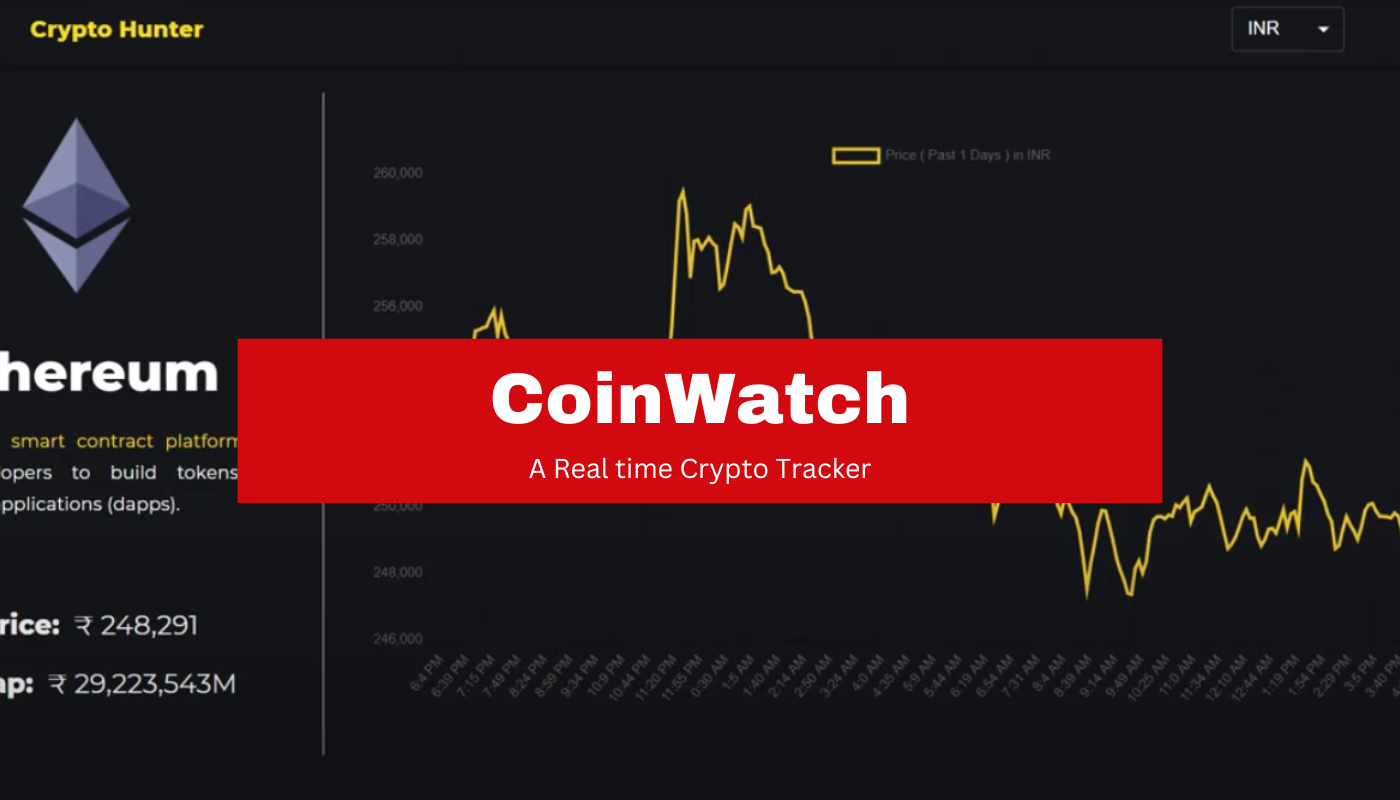 Crypto Hunter
INR
Price ( Past 1 Days ) in INR
260,000
258,000
256,000
250,000
248,000
246,000
hereum
smart contract platform
opers to build tokens
pplications (dapps).
rice: ₹ 248,291
ap: ₹ 29,223,543M
CoinWatch
A Real time Crypto Tracker
6:4 PM
6:39 PM
7:15 PM
7:49 PM
8:24 PM
8:59 PM
9:34 PM
10:9 PM
10:44 PM
11:20 PM
11:55 PM
0:30 AM
1:5 AM
1:40 AM
2:14 AM
2:50 AM
3:24 AM
4:0 AM
4:35 AM
5:9 AM
5:44 AM
6:19 AM
6:54 AM
7:31 AM
8:4 AM
8:39 AM
9:14 AM
9:49 AM
10:25 AM
11:0 AM
11:34 AM
12:10 PM
12:44 PM
1:19 PM
1:54 PM
2:29 PM
3:5 PM
3:40